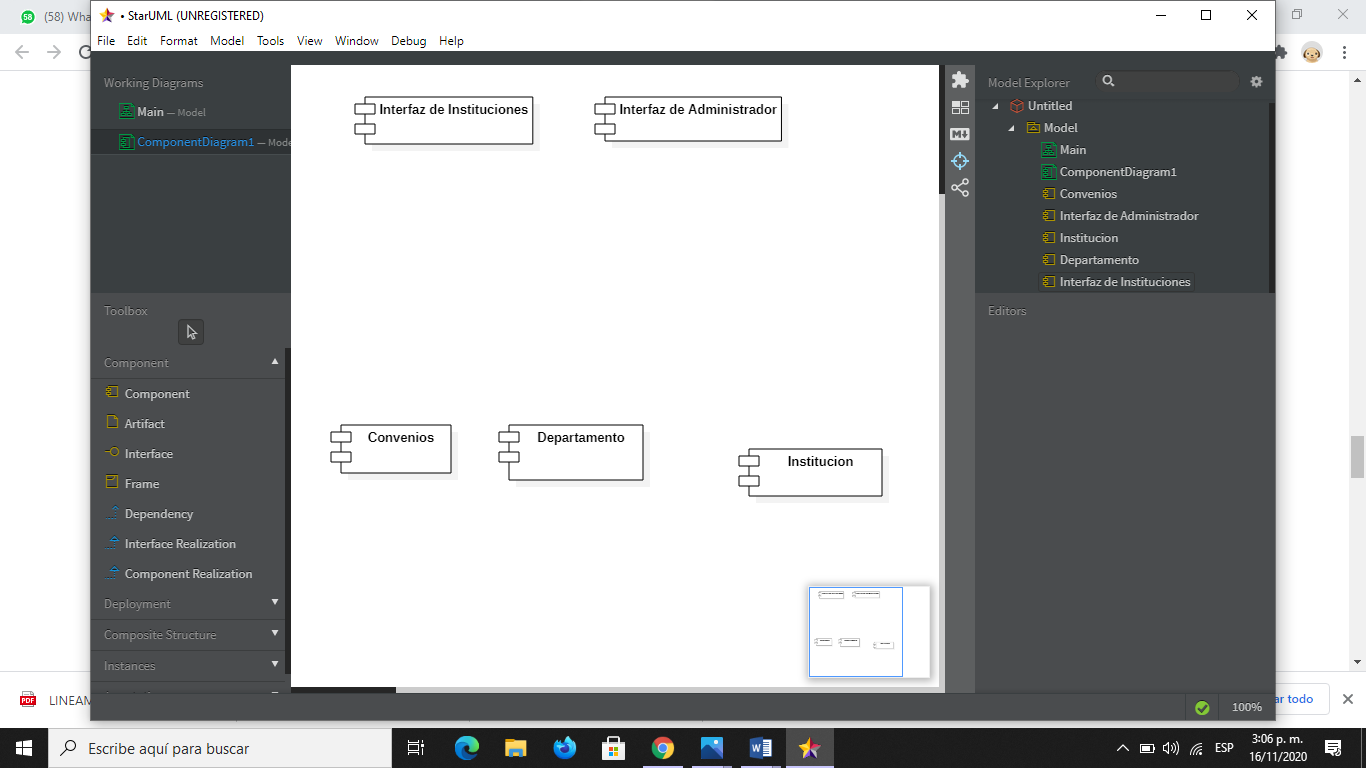 (58) Wha
• StarUML (UNREGISTERED)
File Edit Format Model Tools View Window Debug Help
Working Diagrams
Main — Model
ComponentDiagram1 — Mode
Toolbox
Component
Component
Artifact
Interface
Frame
Dependency
Interface Realization
Component Realization
Deployment
Composite Structure
Instances
Interfaz de Instituciones
Interfaz de Administrador
Convenios
Departamento
Institucion
M+
Model Explorer
Untitled
Model
Main
ComponentDiagram1
Convenios
Interfaz de Administrador
Institucion
Departamento
Interfaz de Instituciones
Editors
100%
PDF
LINEAM
ar todo
Escribe aquí para buscar
ESP
3:06 p. m.
16/11/2020